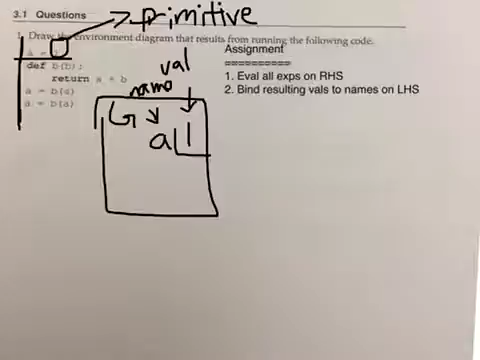 3.1 Questions
primitive
1. Draw the environment diagram that results from running the following code.
a =
def b(b):
return a + b
a = b(a)
a = b(a)
Assignment
==========
1. Eval all exps on RHS
2. Bind resulting vals to names on LHS
val
name
G
a 1